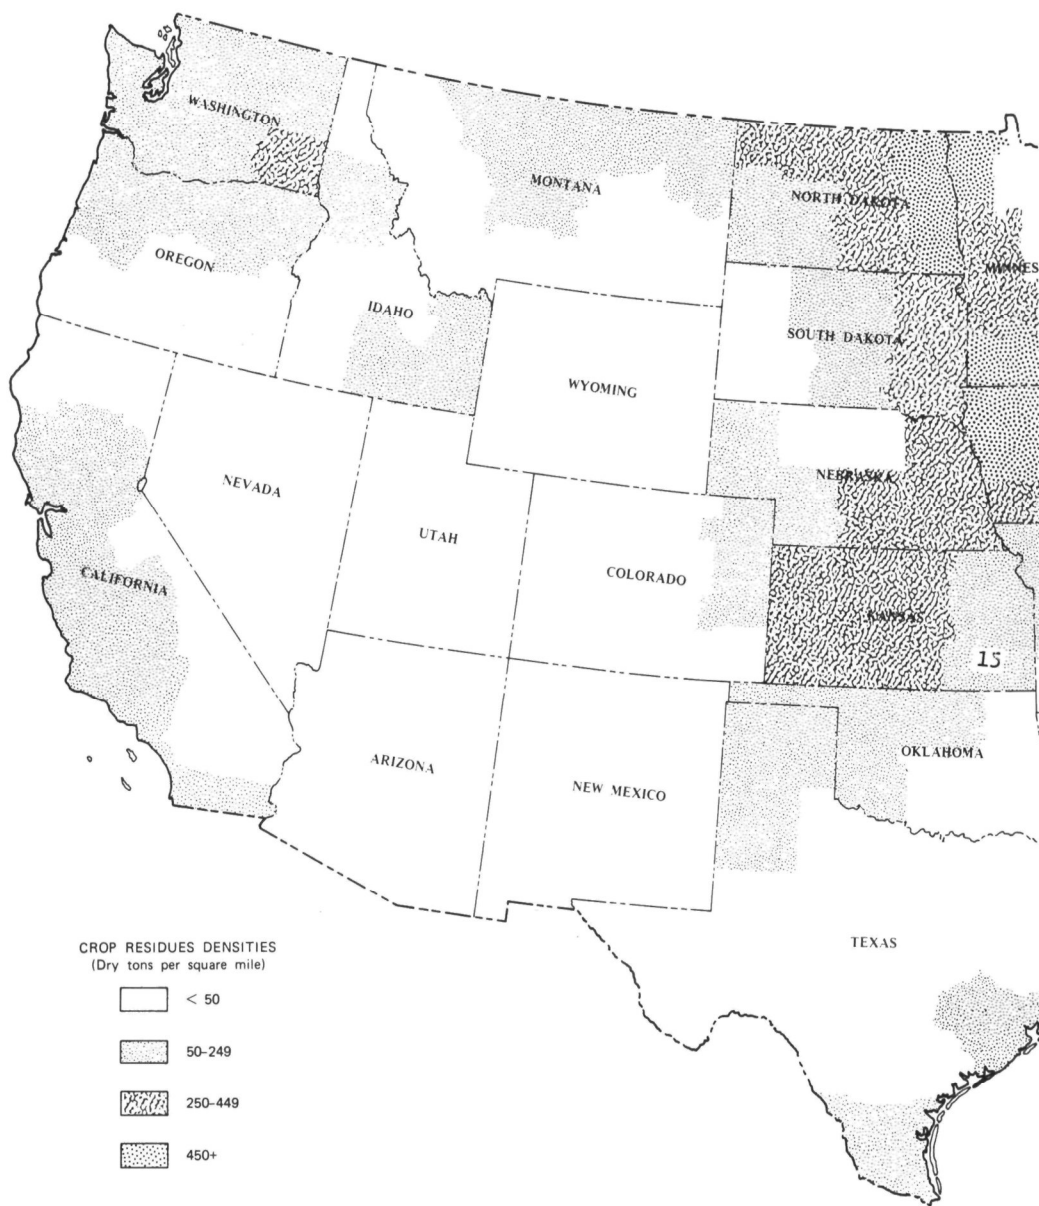 WASHINGTON
MONTANA
NORTH DAKOTA
OREGON
IDAHO
MINNES
SOUTH DAKOTA
WYOMING
NEBRASKA
NEVADA
UTAH
COLORADO
CALIFORNIA
KANSAS
15
ARIZONA
NEW MEXICO
OKLAHOMA
TEXAS
CROP RESIDUES DENSITIES
(Dry tons per square mile)
< 50
50-249
250-449
450+